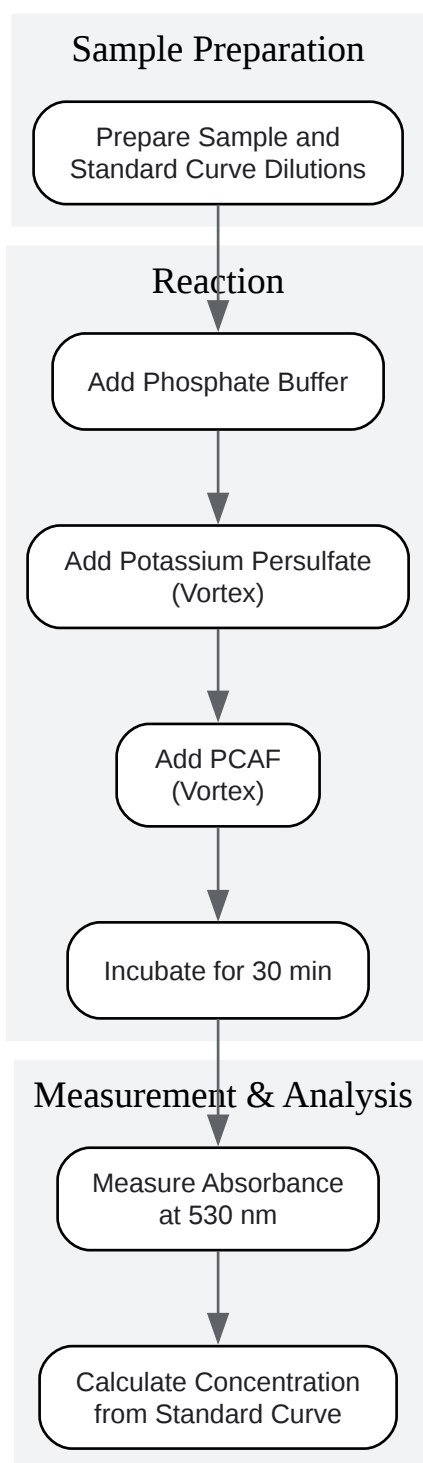 Sample Preparation
Prepare Sample and
Standard Curve Dilutions
Reaction
Add Phosphate Buffer
Add Potassium Persulfate
(Vortex)
Add PCAF
(Vortex)
Incubate for 30 min
Measurement & Analysis
Measure Absorbance
at 530 nm
Calculate Concentration
from Standard Curve